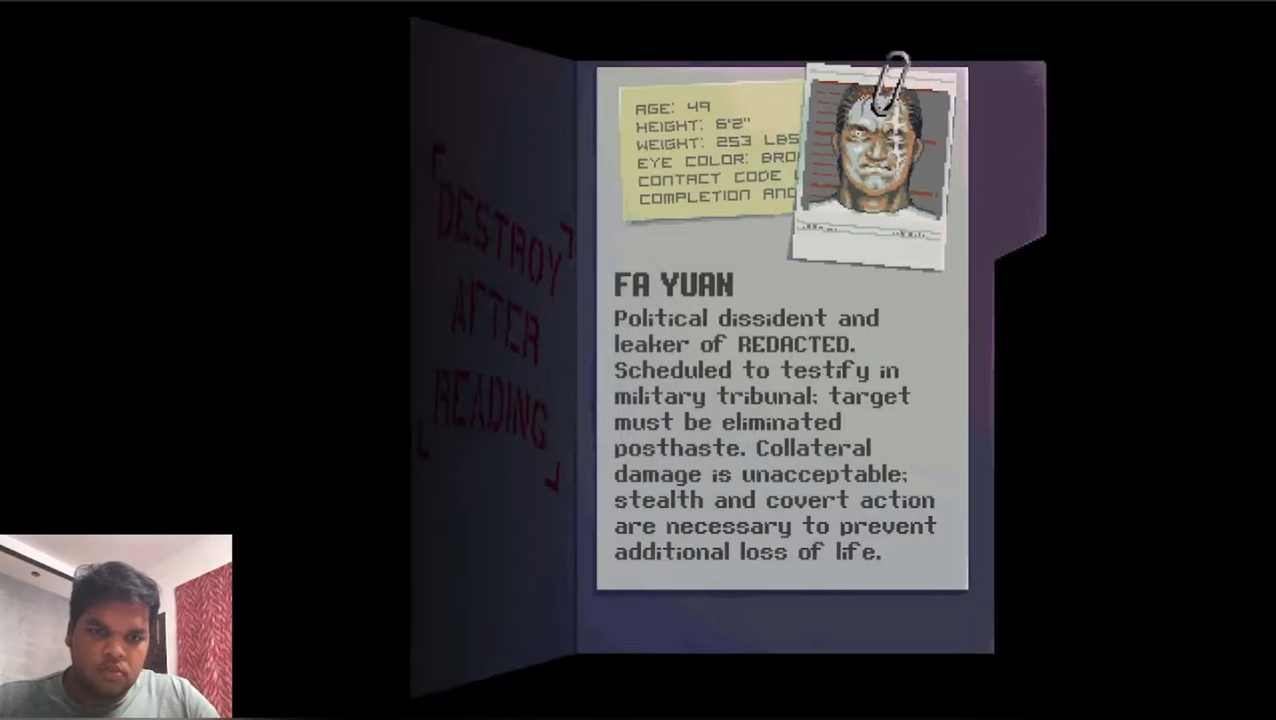 DESTROY
AFTER
READING
AGE: 49
HEIGHT: 6'2"
WEIGHT: 253 LBS
EYE COLOR:
CONTACT CODE
COMPLETION AND
FA YUAN
Political dissident and
leaker of REDACTED.
Scheduled to testify in
military tribunal; target
must be eliminated
posthaste. Collateral
damage is unacceptable;
stealth and covert action
are necessary to prevent
additional loss of life.